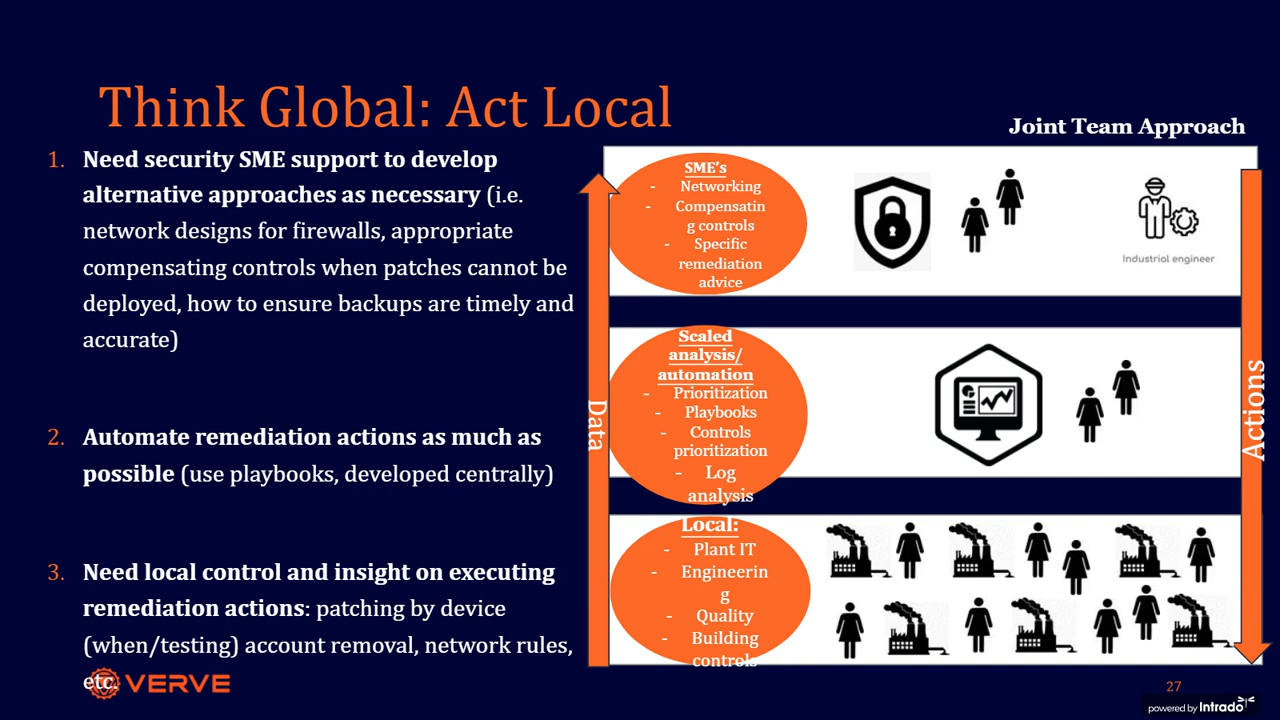 Think Global: Act Local
1. Need security SME support to develop
alternative approaches as necessary (i.e.
network designs for firewalls, appropriate
compensating controls when patches cannot be
deployed, how to ensure backups are timely and
accurate)
2. Automate remediation actions as much as
possible (use playbooks, developed centrally)
3. Need local control and insight on executing
remediation actions: patching by device
(when/testing) account removal, network rules,
etc.
VERVE
Joint Team Approach
SME's
- Networking
- Compensatin
g controls
- Specific
remediation
advice
Industrial engineer
Scaled
analysis/
automation
- Prioritization
- Playbooks
- Controls
prioritization
- Log
analysis
Data
Actions
Local:
- Plant IT
- Engineerin
g
- Quality
- Building
controls
27
powered by Intrado